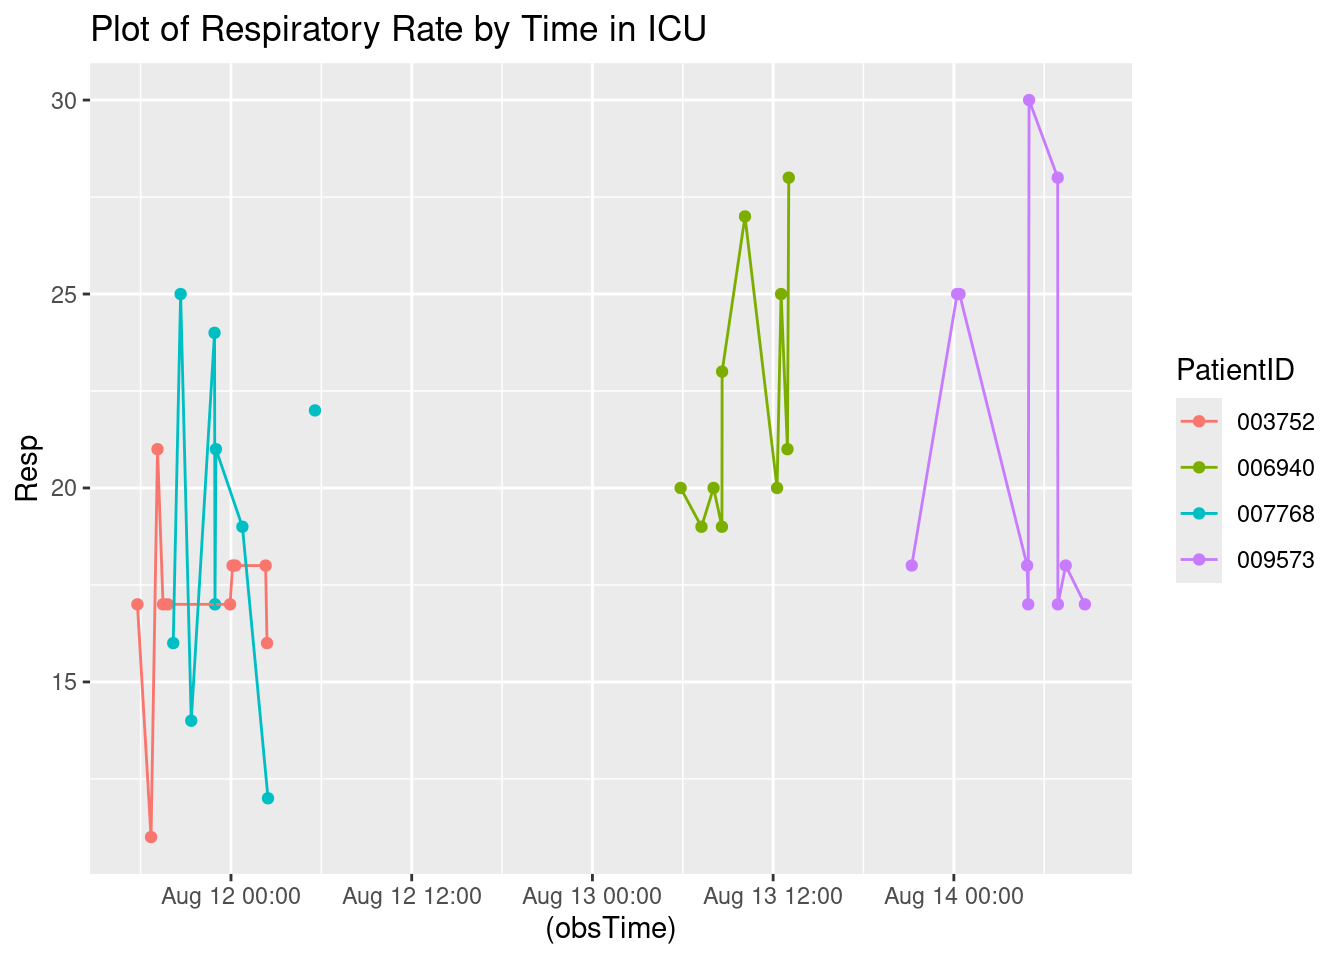 Plot of Respiratory Rate by Time in ICU
30
25
20
15
Resp
Aug 12 00:00 Aug 12 12:00 Aug 13 00:00 Aug 13 12:00 Aug 14 00:00
(obsTime)
PatientID
003752
006940
007768
009573